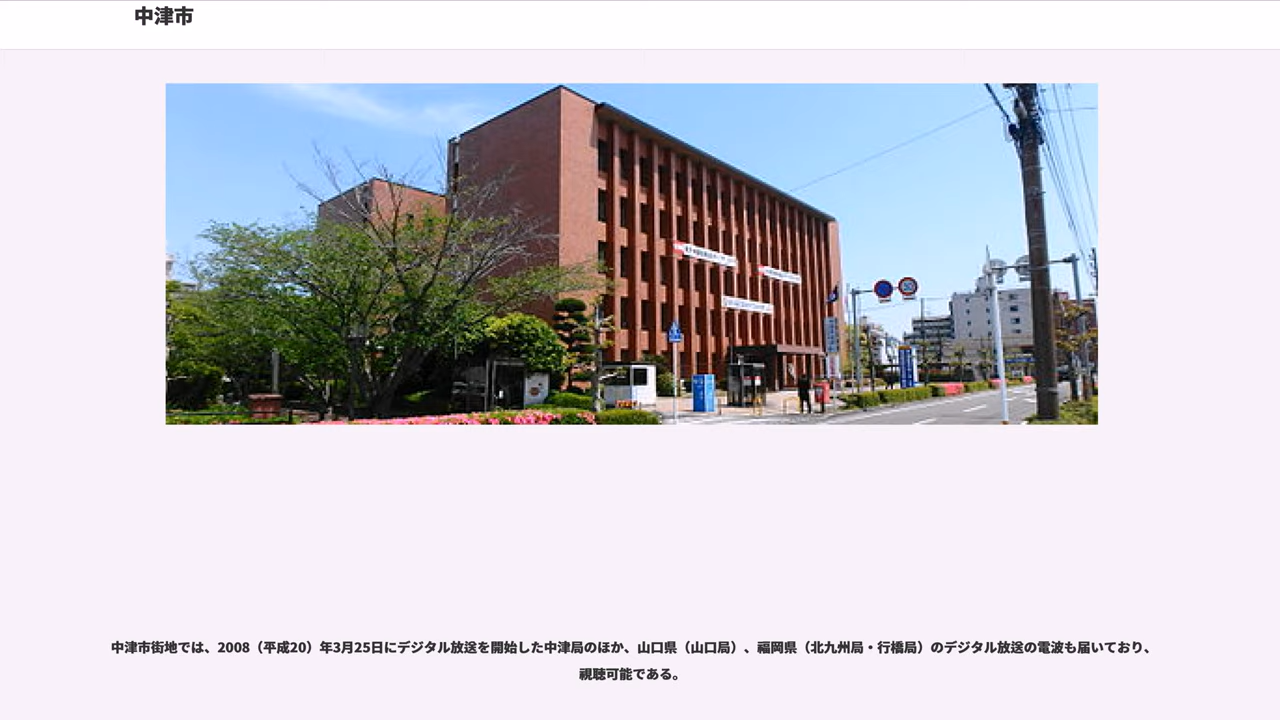 中津市
中津市街地では、2008（平成20）年3月25日にデジタル放送を開始した中津局のほか、山口県（山口局）、福岡県（北九州局・行橋局）のデジタル放送の電波も届いており、
視聴可能である。